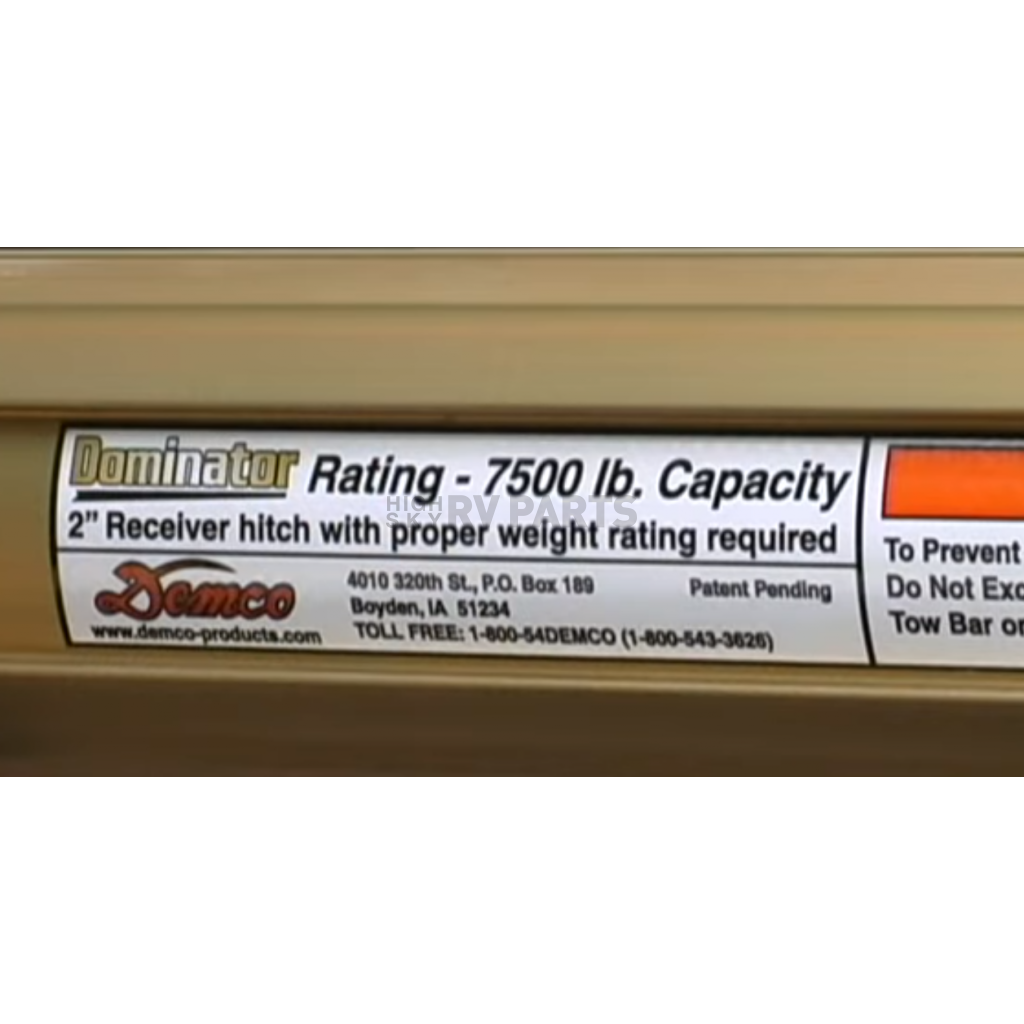 Dominator Rating - 7500 lb. Capacity
2" Receiver hitch with proper weight rating required
Demco
www.demco-products.com
4010 320th St., P.O. Box 189
Boyden, IA 51234
TOLL FREE: 1-800-54DEMCO (1-800-543-3626)
Patent Pending
To Prevent
Do Not Exc
Tow Bar or
HIGH SKY RV PARTS